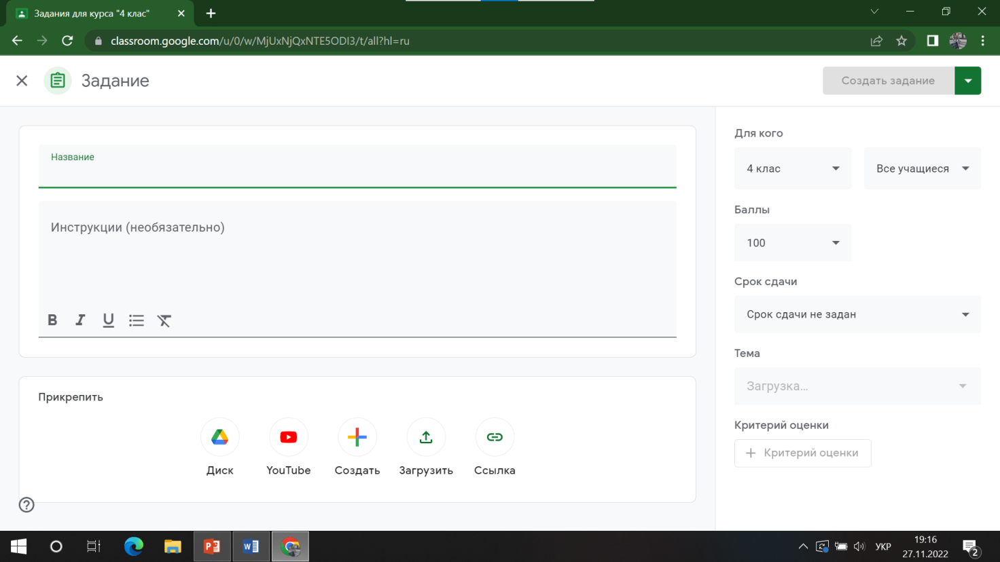 Задания для курса "4 клас"
classroom.google.com/u/0/w/MjUxNjQxNTE5ODI3/t/all?hl=ru
Задание
Создать задание
Название
Инструкции (необязательно)
Прикрепить
Диск
YouTube
Создать
Загрузить
Ссылка
Для кого
4 клас
Все учащиеся
Баллы
100
Срок сдачи
Срок сдачи не задан
Тема
Загрузка...
Критерий оценки
Критерий оценки
УКР
19:16
27.11.2022
2